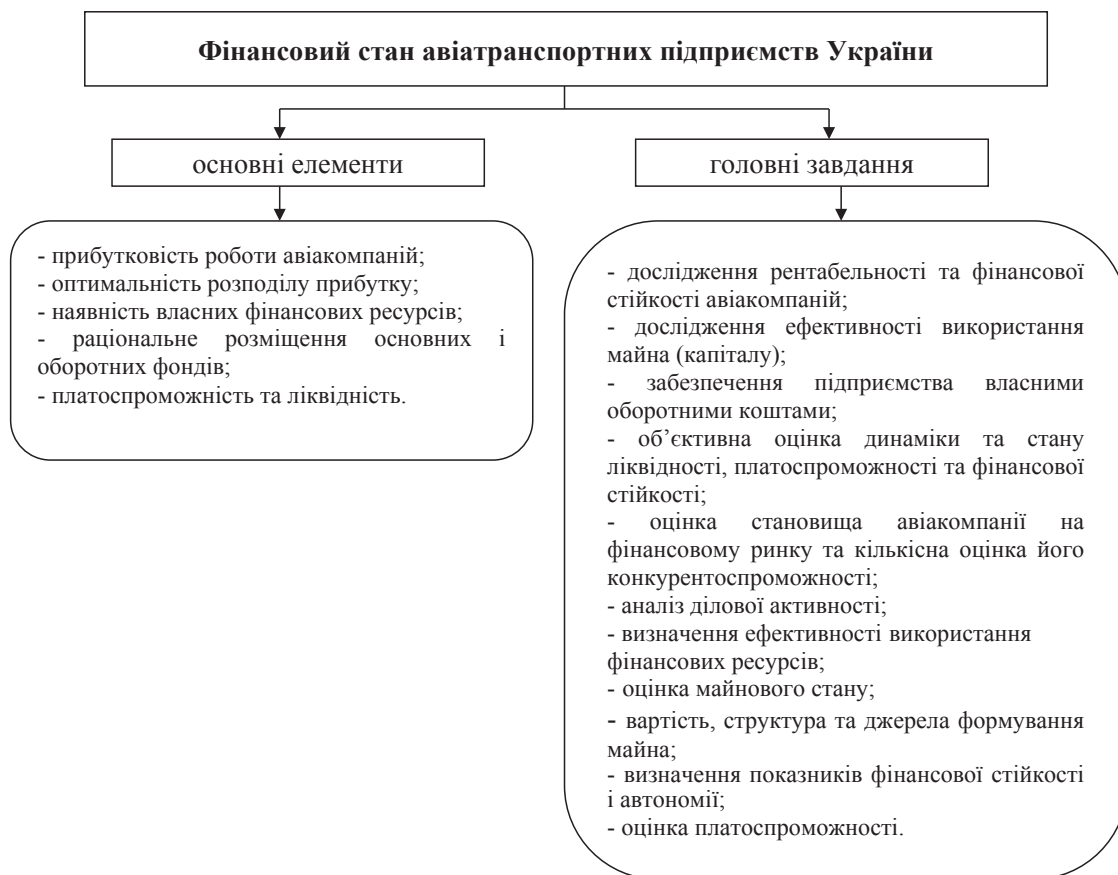 Фінансовий стан авіатранспортних підприємств України
основні елементи
головні завдання
- прибутковість роботи авіакомпаній;
- оптимальність розподілу прибутку;
- наявність власних фінансових ресурсів;
- раціональне розміщення основних і
оборотних фондів;
- платоспроможність та ліквідність.
- дослідження рентабельності та фінансової
стійкості авіакомпаній;
- дослідження ефективності використання
майна (капіталу);
- забезпечення підприємства власними
оборотними коштами;
- об’єктивна оцінка динаміки та стану
ліквідності, платоспроможності та фінансової
стійкості;
- оцінка становища авіакомпанії на
фінансовому ринку та кількісна оцінка його
конкурентоспроможності;
- аналіз ділової активності;
- визначення ефективності використання
фінансових ресурсів;
- оцінка майнового стану;
- вартість, структура та джерела формування
майна;
- визначення показників фінансової стійкості
і автономії;
- оцінка платоспроможності.